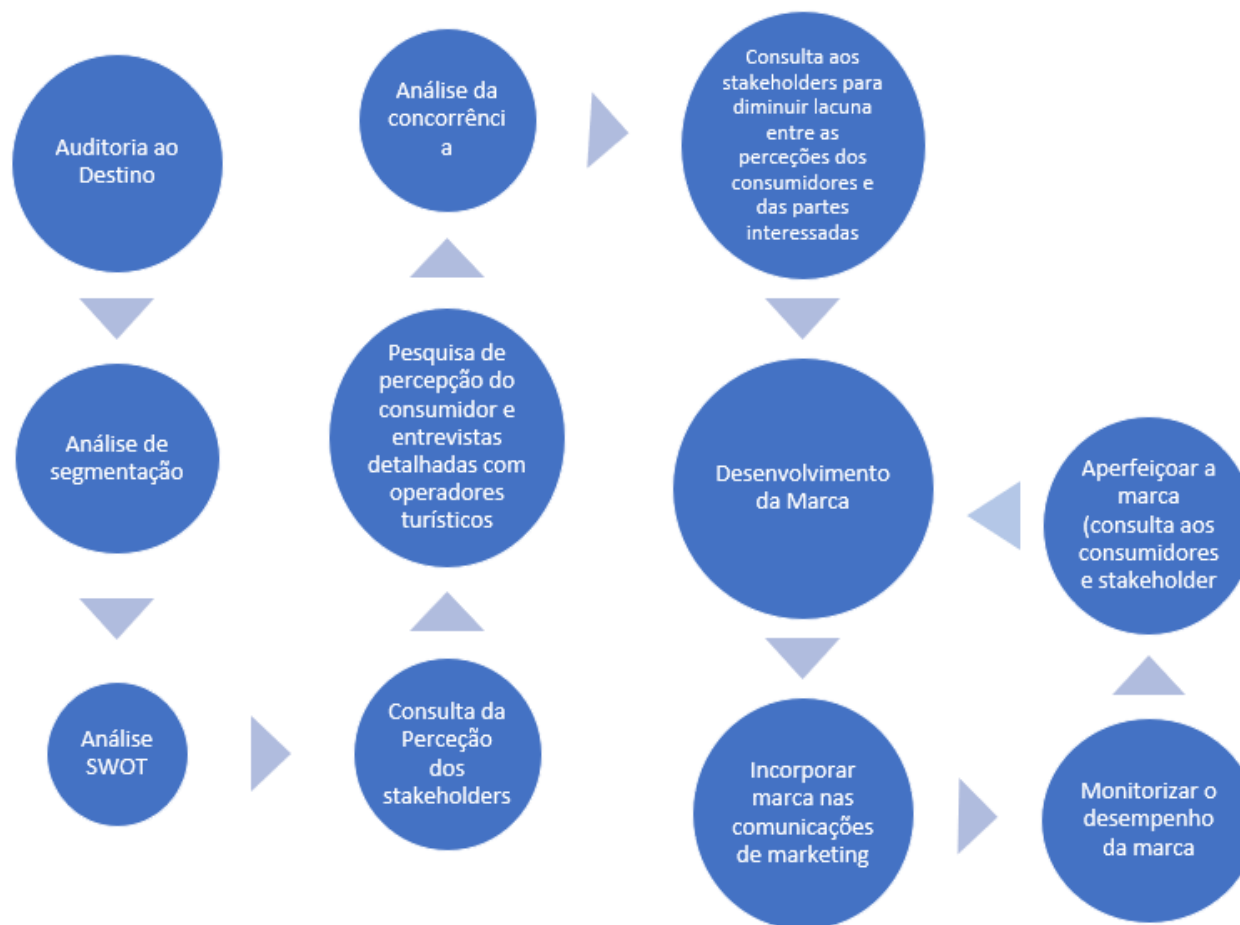 Auditoria ao
Destino
Análise de
segmentação
Análise
SWOT
Consulta da
Perceção
dos
stakeholders
Pesquisa de
percepção do
consumidor e
entrevistas
detalhadas com
operadores
turísticos
Análise da
concorrênci
a
Consulta aos
stakeholders para
diminuir lacuna
entre as
perceções dos
consumidores e
das partes
interessadas
Desenvolvimento
da Marca
Incorporar
marca nas
comunicações
de marketing
Monitorizar o
desempenho
da marca
Aperfeiçoar a
marca
(consulta aos
consumidores
e stakeholder